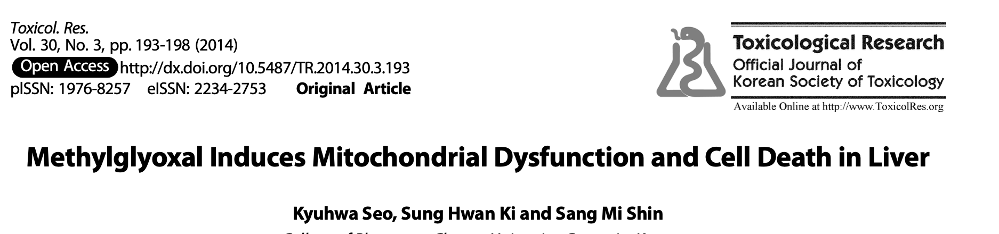 Toxicol. Res.
Vol. 30, No. 3, pp. 193-198 (2014)
Open Access http://dx.doi.org/10.5487/TR.2014.30.3.193
pISSN: 1976-8257 eISSN: 2234-2753 Original Article
Toxicological Research
Official Journal of
Korean Society of Toxicology
Available Online at http://www.ToxicolRes.org
Methylglyoxal Induces Mitochondrial Dysfunction and Cell Death in Liver
Kyuhwa Seo, Sung Hwan Ki and Sang Mi Shin